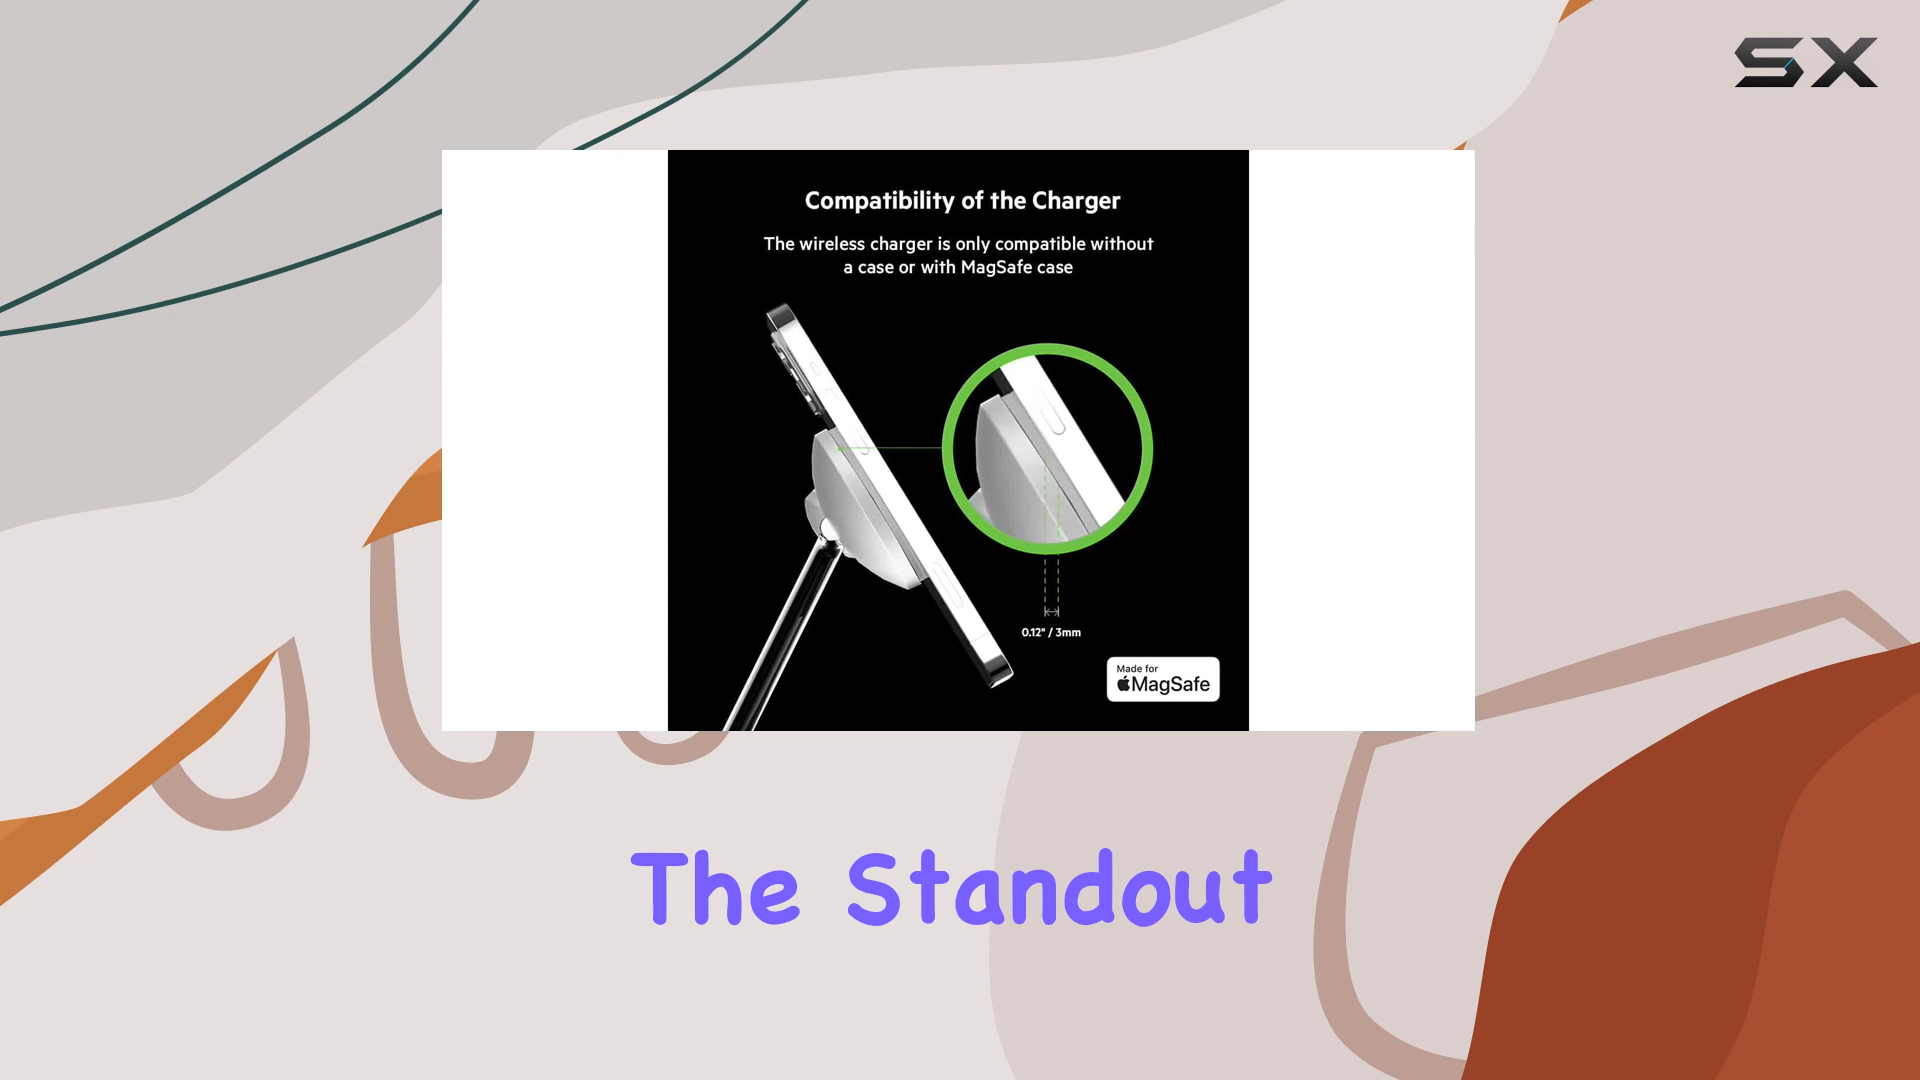 SX
Compatibility of the Charger
The wireless charger is only compatible without
a case or with MagSafe case
0.12" / 3mm
Made for
MagSafe
The Standout